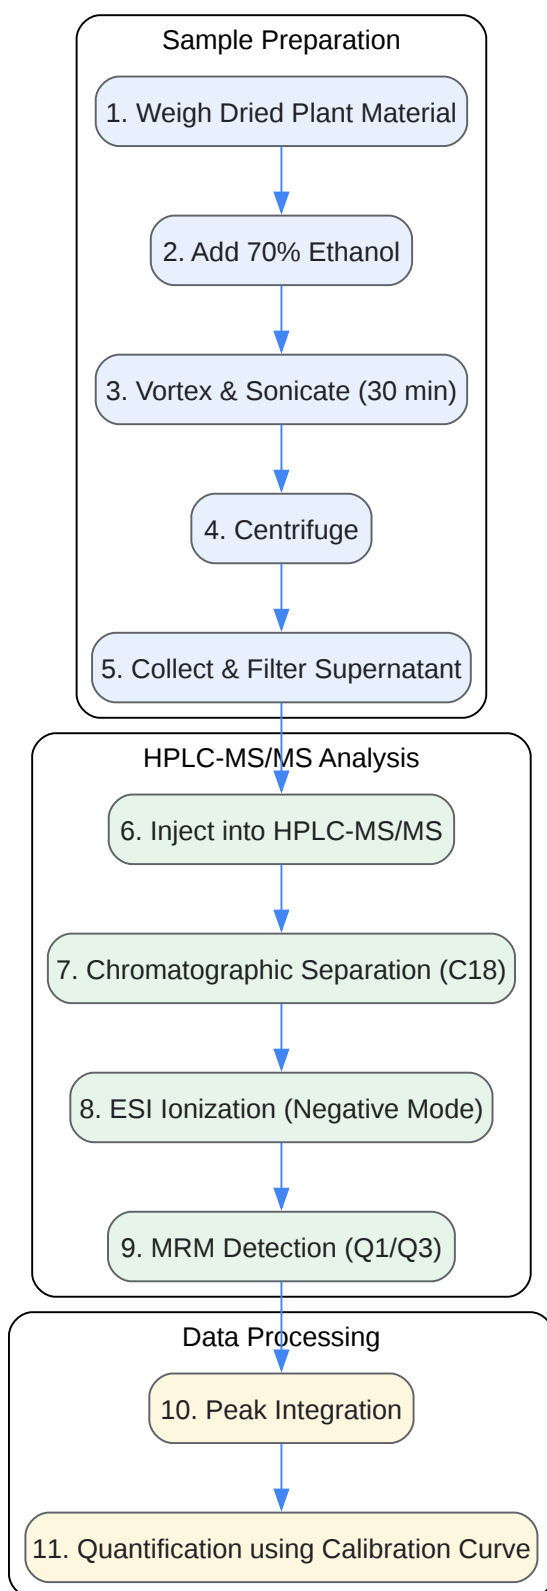 Sample Preparation
1. Weigh Dried Plant Material
2. Add 70% Ethanol
3. Vortex & Sonicate (30 min)
4. Centrifuge
5. Collect & Filter Supernatant
HPLC-MS/MS Analysis
6. Inject into HPLC-MS/MS
7. Chromatographic Separation (C18)
8. ESI Ionization (Negative Mode)
9. MRM Detection (Q1/Q3)
Data Processing
10. Peak Integration
11. Quantification using Calibration Curve